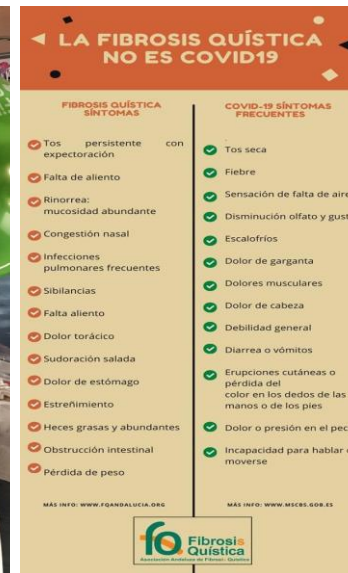 LA FIBROSIS QUÍSTICA
NO ES COVID19
FIBROSIS QUÍSTICA
SÍNTOMAS
Tos persistente con
expectoración
Falta de aliento
Rinorrea:
mucosidad abundante
Congestión nasal
Infecciones
pulmonares frecuentes
Sibilancias
Falta aliento
Dolor torácico
Sudoración salada
Dolor de estómago
Estreñimiento
Heces grasas y abundantes
Obstrucción intestinal
Pérdida de peso
MÁS INFO: WWW.FQANDALUCIA.ORG
COVID-19 SÍNTOMAS
FRECUENTES
Tos seca
Fiebre
Sensación de falta de aire
Disminución olfato y gust
Escalofríos
Dolor de garganta
Dolores musculares
Dolor de cabeza
Debilidad general
Diarrea o vómitos
Erupciones cutáneas o
pérdida del
color en los dedos de las
manos o de los pies
Dolor o presión en el pec
Incapacidad para hablar
moverse
MÁS INFO: WWW.MSCBS.GOB.ES
fq Fibrosis
Quística
Asociación Andaluza de Fibrosis Quística